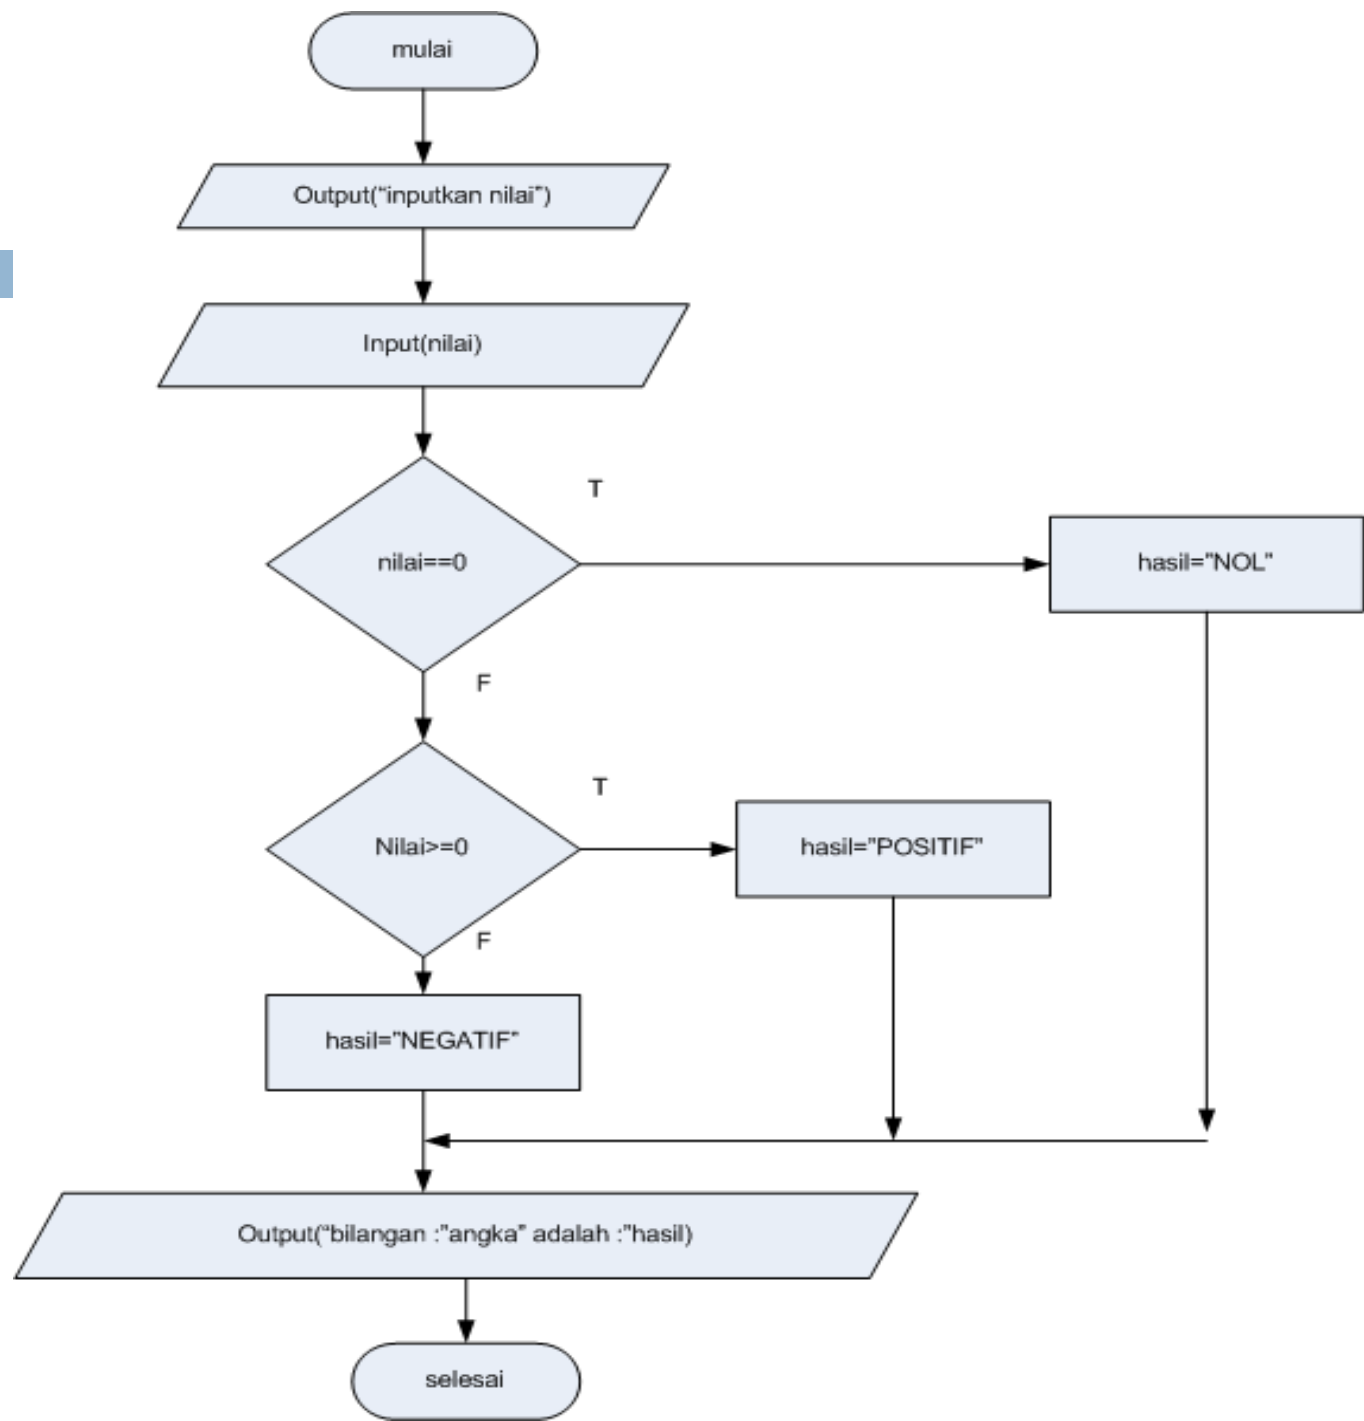 mulai
Output(“inputkan nilai”)
Input(nilai)
T
nilai==0
hasil=”NOL”
F
T
Nilai>=0
hasil=”POSITIF”
F
hasil=”NEGATIF”
Output(“bilangan :”angka” adalah :”hasil)
selesai